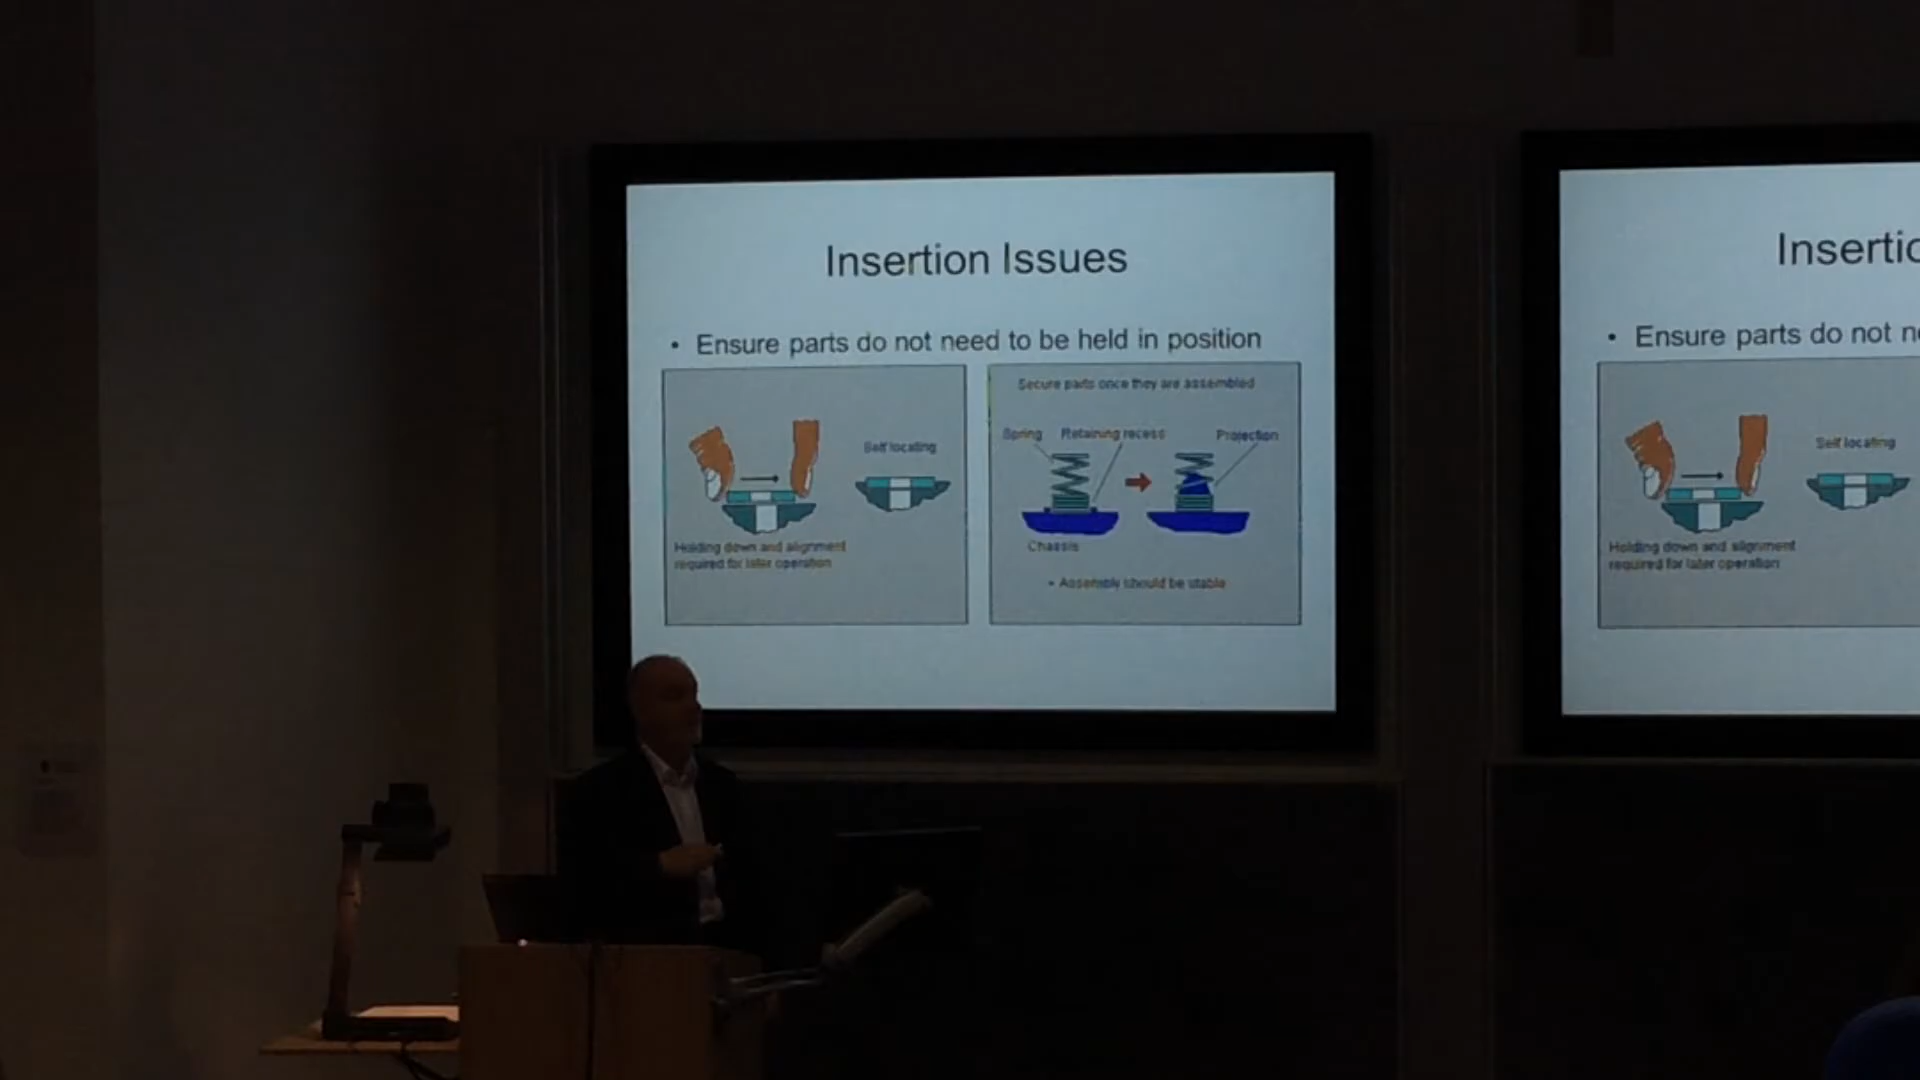 Insertion Issues
• Ensure parts do not need to be held in position
Self locating
Holding down and alignment
required for later operation
Secure parts once they are assembled
Spring Retaining recess Projection
Chassis
• Assembly should be stable
Insertio
• Ensure parts do not ne
Self locating
Holding down and alignment
required for later operation